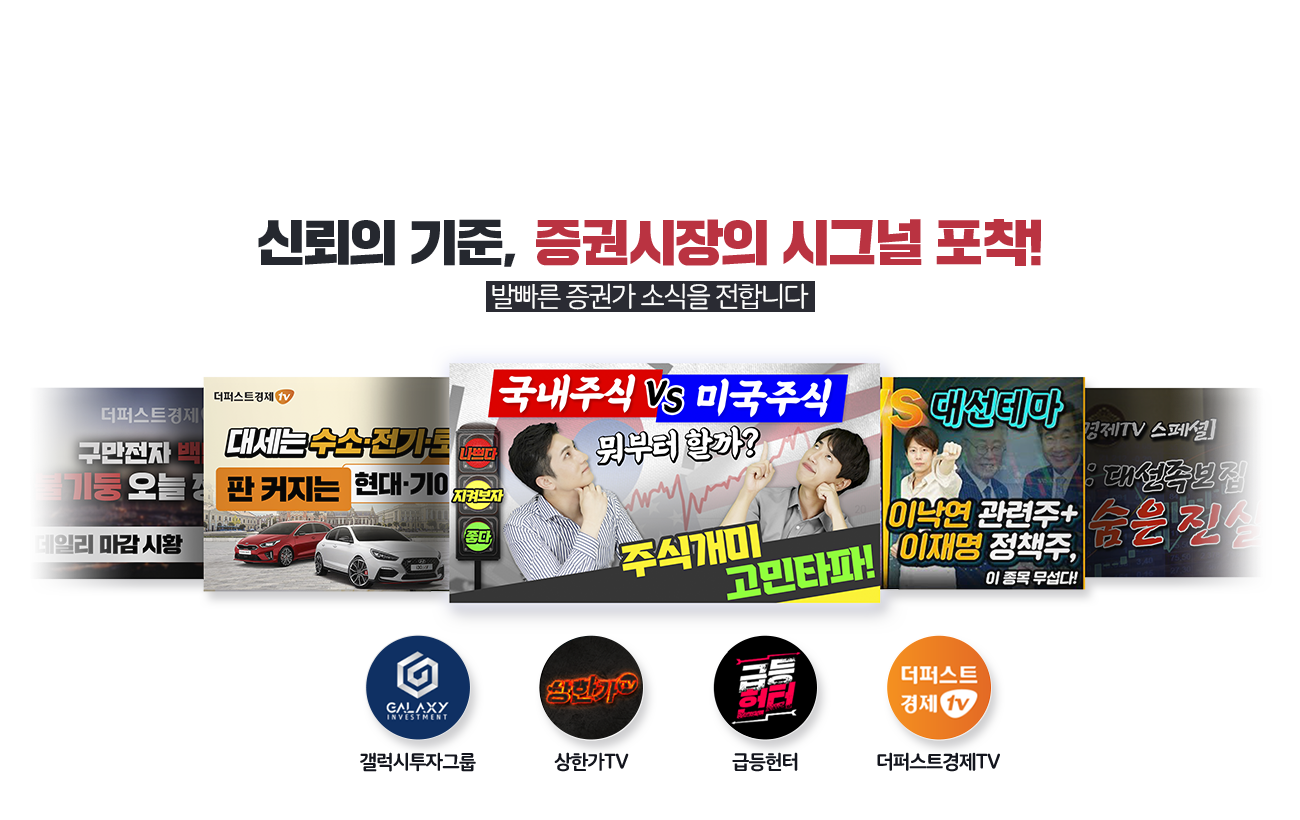 신뢰의 기준, 증권시장의 시그널 포착!
발빠른 증권가 소식을 전합니다
더퍼스트경제
구만전자
불기둥 오늘
데일리 마감 시황
더퍼스트경제 tv
대세는 수소·전기·
판 커지는 현대·기아
국내주식 VS 미국주식
뭐부터 할까?
나쁘다
지켜보자
좋다
주식개미
고민타파!
VS 대선테마
이낙연 관련주+
이재명 정책주,
이 종목 무섭다!
경제TV 스페셜]
: 대선족보집
숨은 진실
GALAXY
INVESTMENT
상한가 TV
급등
헌터
더퍼스트
경제 tv
갤럭시투자그룹
상한가TV
급등헌터
더퍼스트경제TV